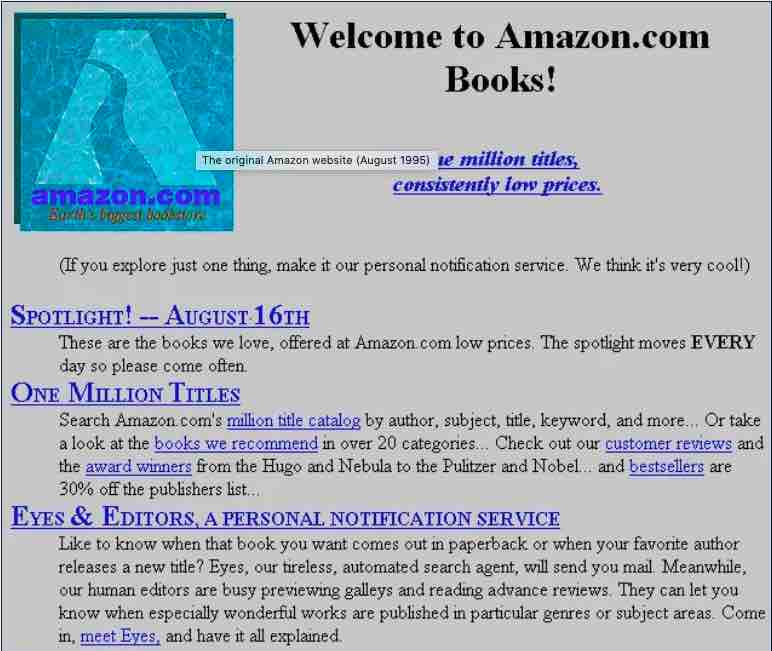 Welcome to Amazon.com
Books!
amazon.com
Earth's biggest bookstore
The original Amazon website (August 1995)
million titles,
consistently low prices.
(If you explore just one thing, make it our personal notification service. We think it's very cool!)
SPOTLIGHT! -- AUGUST 16TH
These are the books we love, offered at Amazon.com low prices. The spotlight moves EVERY
day so please come often.
ONE MILLION TITLES
Search Amazon.com's million title catalog by author, subject, title, keyword, and more... Or take
a look at the books we recommend in over 20 categories... Check out our customer reviews and
the award winners from the Hugo and Nebula to the Pulitzer and Nobel... and bestsellers are
30% off the publishers list...
EYES & EDITORS, A PERSONAL NOTIFICATION SERVICE
Like to know when that book you want comes out in paperback or when your favorite author
releases a new title? Eyes, our tireless, automated search agent, will send you mail. Meanwhile,
our human editors are busy previewing galleys and reading advance reviews. They can let you
know when especially wonderful works are published in particular genres or subject areas. Come
in, meet Eyes, and have it all explained.